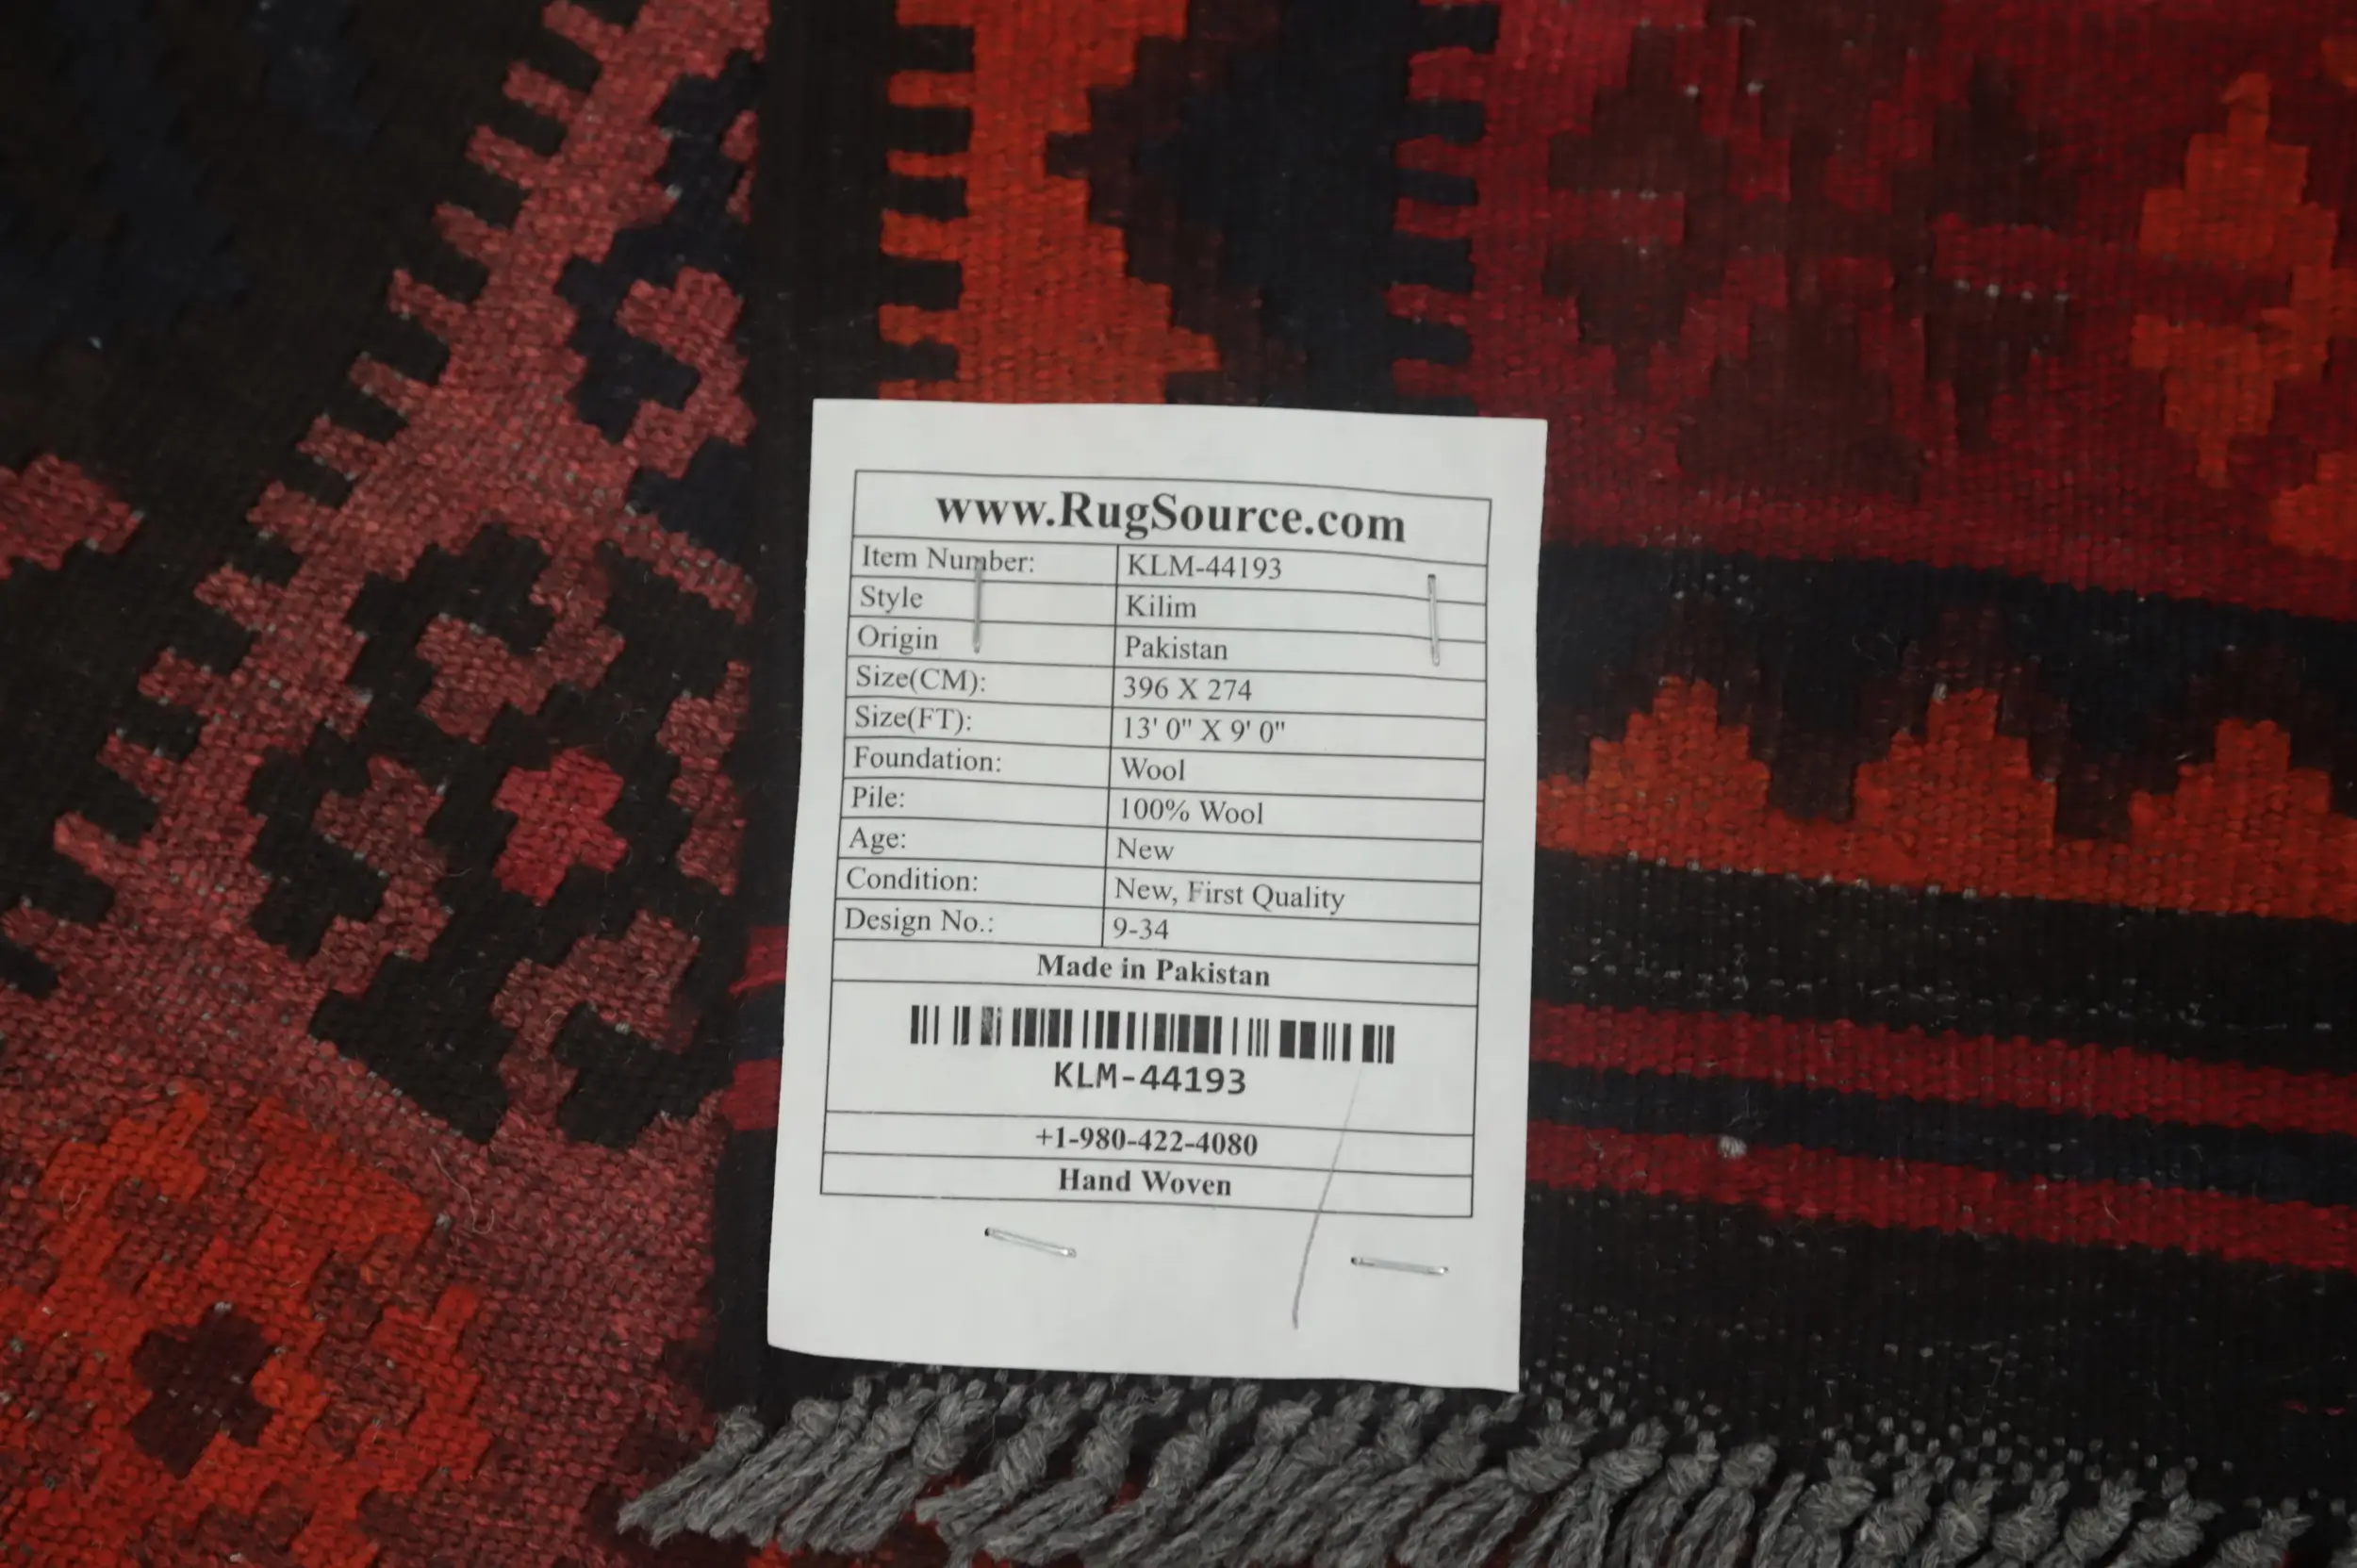 www.RugSource.com
Item Number: KLM-44193
Style Kilim
Origin Pakistan
Size(CM): 396 X 274
Size(FT): 13' 0" X 9' 0"
Foundation: Wool
Pile: 100% Wool
Age: New
Condition: New, First Quality
Design No.: 9-34
Made in Pakistan
KLM-44193
+1-980-422-4080
Hand Woven